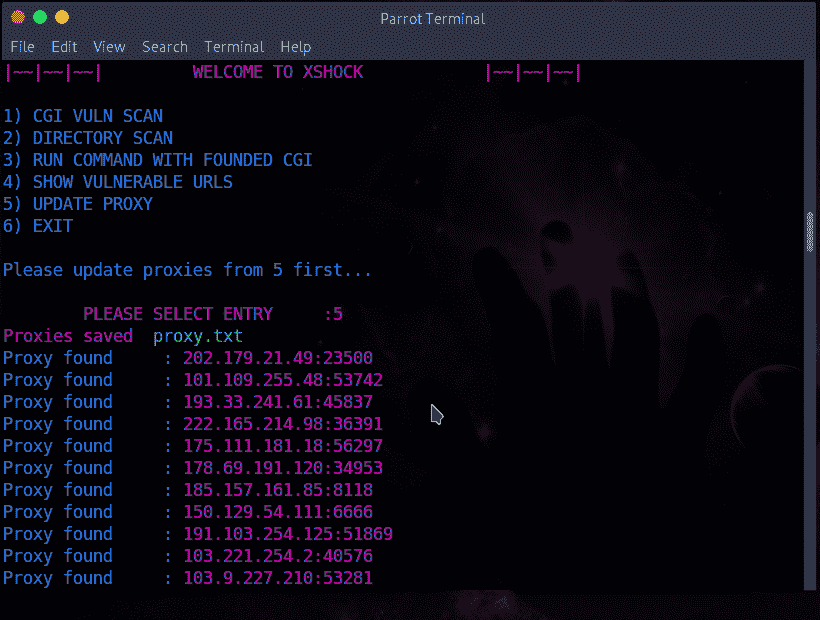 Parrot Terminal
File Edit View Search Terminal Help
|~~|~~|~~| WELCOME TO XSHOCK |~~|~~|~~|
1) CGI VULN SCAN
2) DIRECTORY SCAN
3) RUN COMMAND WITH FOUNDED CGI
4) SHOW VULNERABLE URLS
5) UPDATE PROXY
6) EXIT
Please update proxies from 5 first...
PLEASE SELECT ENTRY :5
Proxies saved proxy.txt
Proxy found : 202.179.21.49:23500
Proxy found : 101.109.255.48:53742
Proxy found : 193.33.241.61:45837
Proxy found : 222.165.214.98:36391
Proxy found : 175.111.181.18:56297
Proxy found : 178.69.191.120:34953
Proxy found : 185.157.161.85:8118
Proxy found : 150.129.54.111:6666
Proxy found : 191.103.254.125:51869
Proxy found : 103.221.254.2:40576
Proxy found : 103.9.227.210:53281